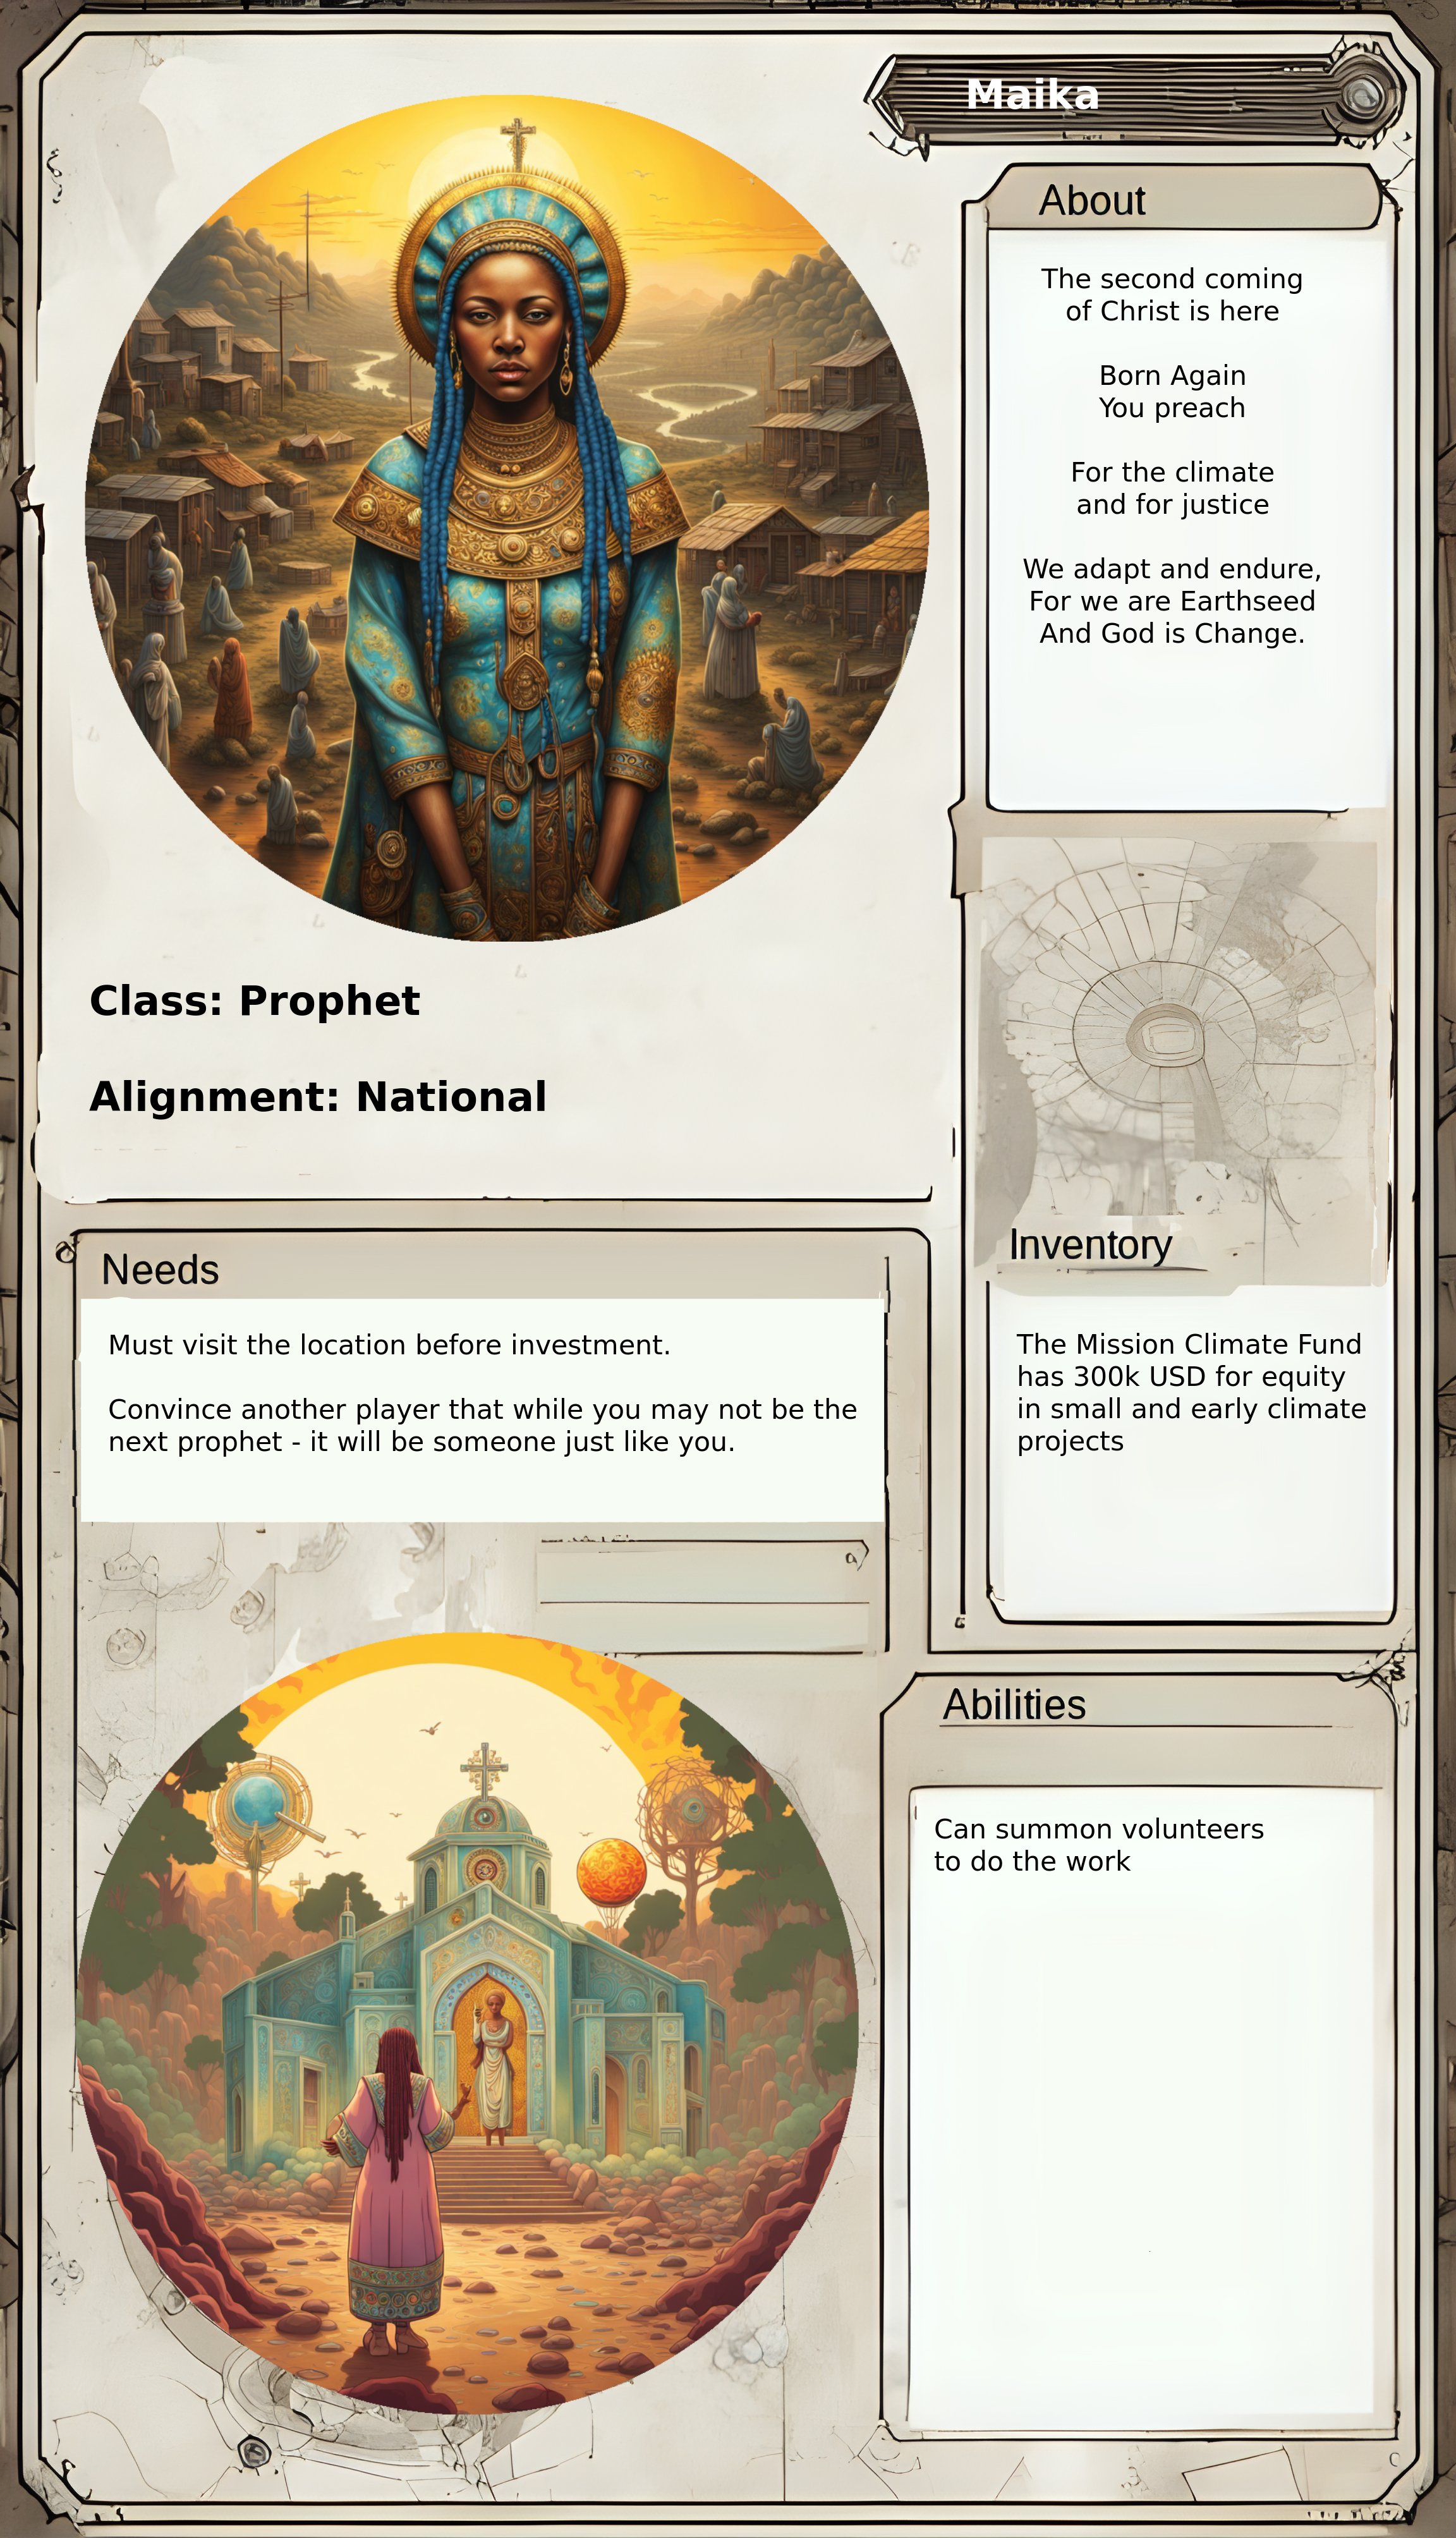 Maika
About
The second coming
of Christ is here
Born Again
You preach
For the climate
and for justice
We adapt and endure,
For we are Earthseed
And God is Change.
Class: Prophet
Alignment: National
Needs
Must visit the location before investment.
Convince another player that while you may not be the
next prophet - it will be someone just like you.
Inventory
The Mission Climate Fund
has 300k USD for equity
in small and early climate
projects
Abilities
Can summon volunteers
to do the work